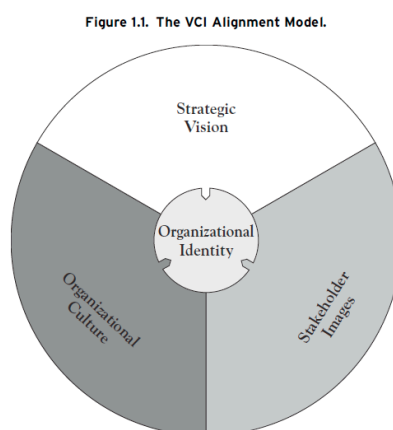 Figure 1.1. The VCI Alignment Model.
Strategic
Vision
Organizational
Identity
Organizational
Culture
Stakeholder
Images